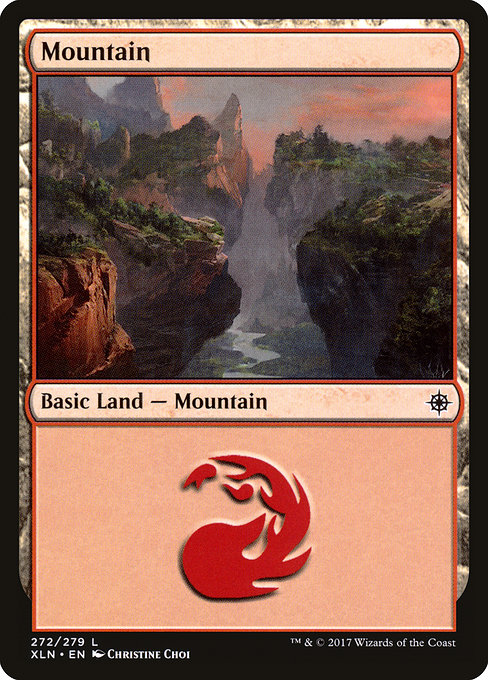 Mountain
Basic Land — Mountain
272/279 L
XLN • EN Christine Choi
™ & © 2017 Wizards of the Coast